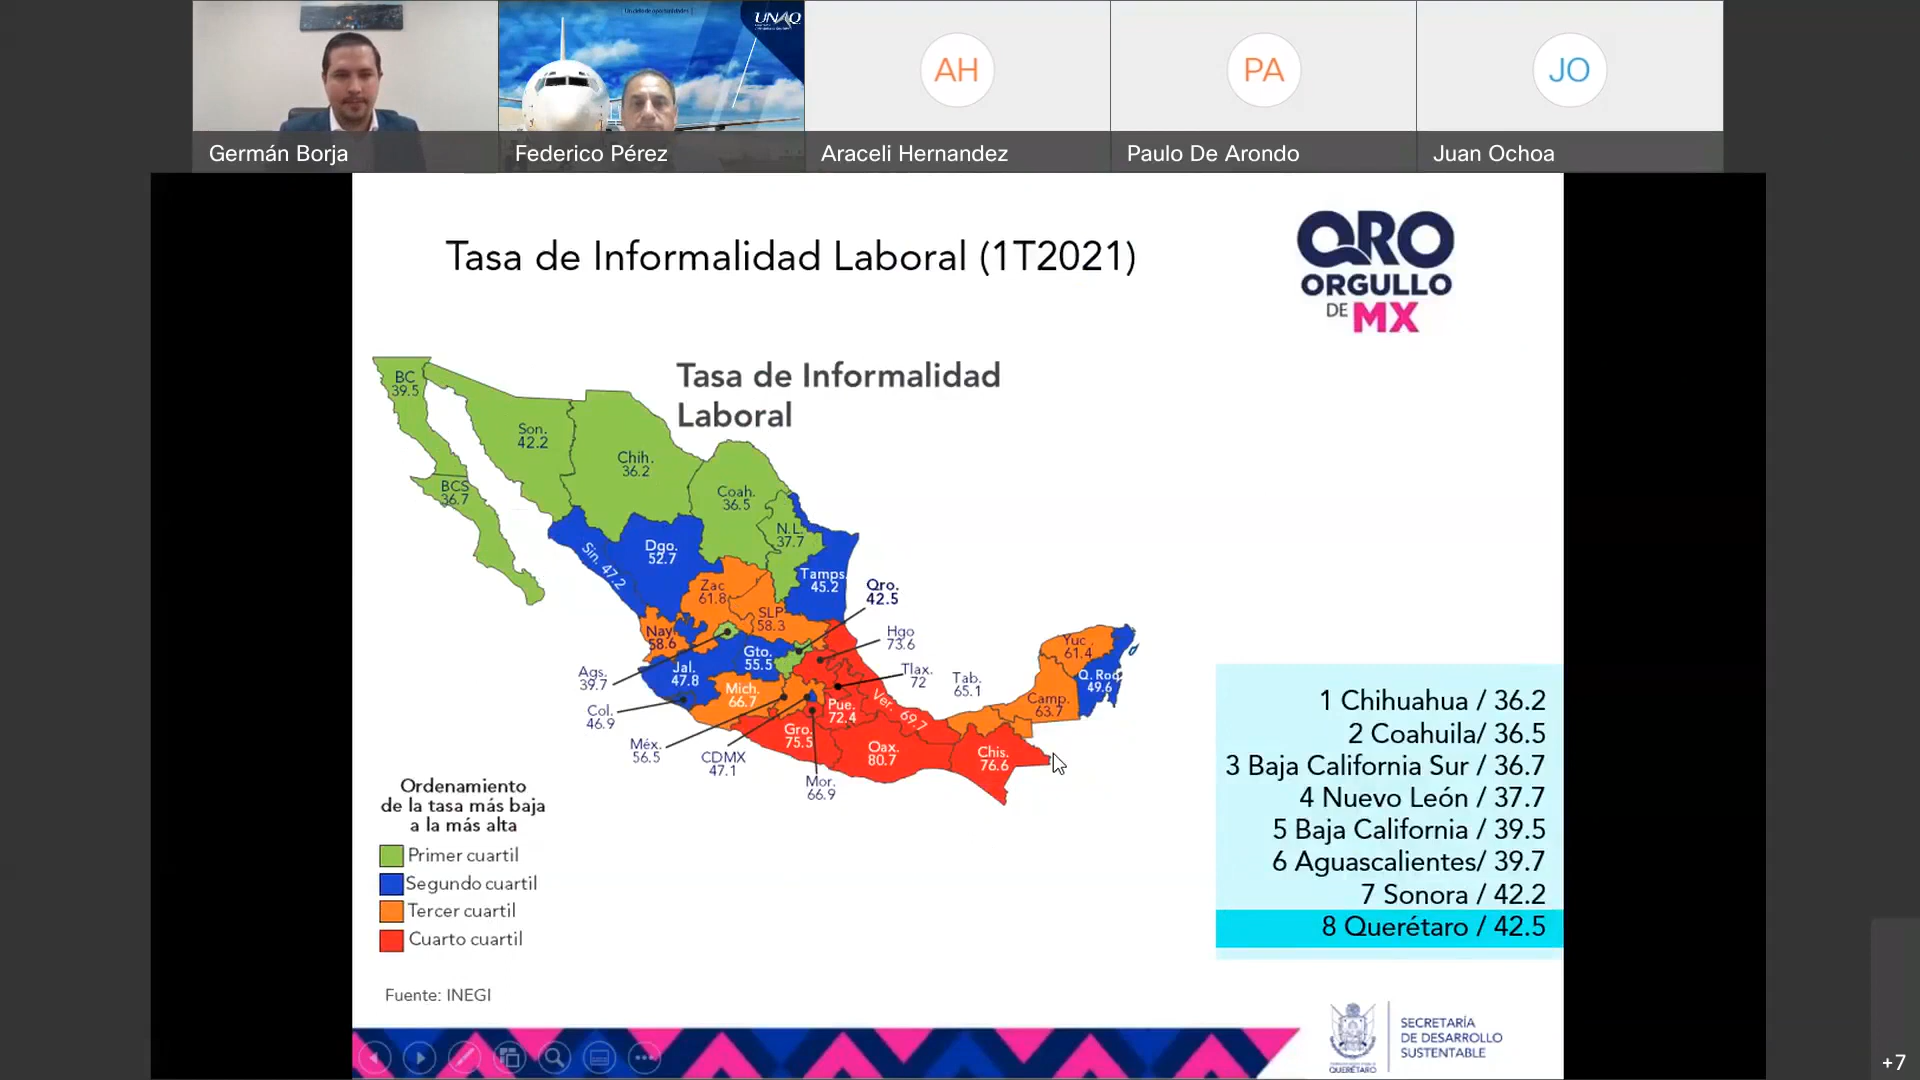 UNAQ
AH
PA
JO
Germán Borja
Federico Pérez
Araceli Hernandez
Paulo De Arondo
Juan Ochoa
Tasa de Informalidad Laboral (1T2021)
QRO
ORGULLO
DE MX
Tasa de Informalidad
Laboral
BC
39.5
Son.
42.2
Chih.
36.2
BCS
36.7
Coah.
36.5
N.L.
37.7
Sin. 47.2
Dgo.
52.7
Tamps.
45.2
Zac
61.8
SLP
58.3
Qro.
42.5
Nay.
58.6
Hgo
73.6
Gto.
55.5
Jal.
47.8
Ags.
39.7
Tlax.
72
Tab.
65.1
Yuc.
61.4
Q. Roo
49.6
Mich.
66.7
Col.
46.9
Pue.
72.4
Ver. 69.7
Camp.
63.7
Gro.
75.5
Méx.
56.5
CDMX
47.1
Oax.
80.7
Chis.
76.6
Mor.
66.9
1 Chihuahua / 36.2
2 Coahuila/ 36.5
3 Baja California Sur / 36.7
4 Nuevo León / 37.7
5 Baja California / 39.5
6 Aguascalientes/ 39.7
7 Sonora / 42.2
8 Querétaro / 42.5
Ordenamiento
de la tasa más baja
a la más alta
Primer cuartil
Segundo cuartil
Tercer cuartil
Cuarto cuartil
Fuente: INEGI
SECRETARÍA
DE DESARROLLO
SUSTENTABLE
QUERÉTARO
+7